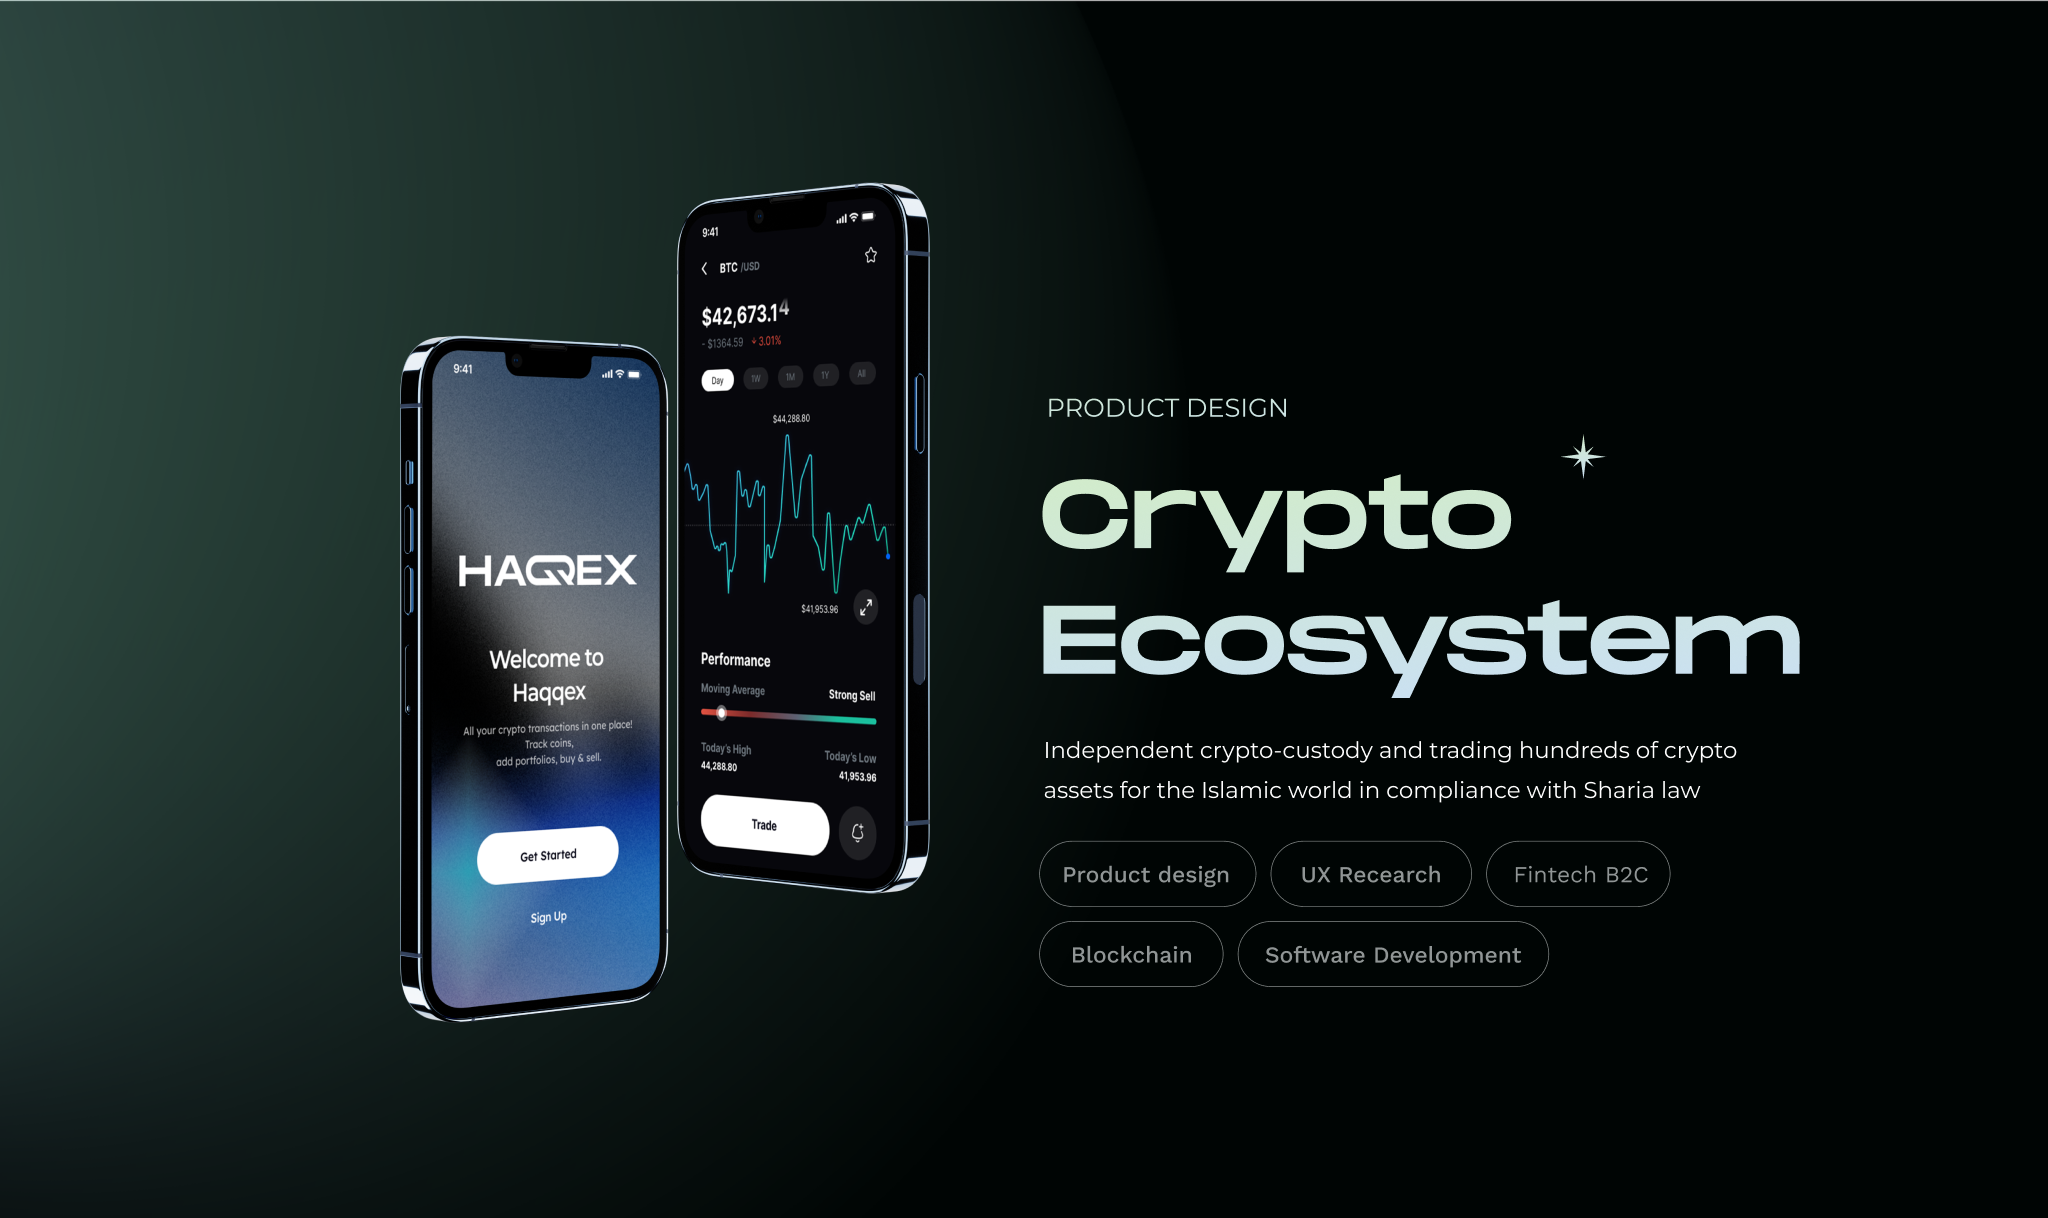 9:41
HAQQEX
Welcome to
Haqqex
All your crypto transactions in one place!
Track coins,
add portfolios, buy & sell.
Get Started
Sign Up
9:41
BTC /USD
$42,673.14
- $1364.59 3.01%
Day 1W 1M 1Y All
$44,288.80
$41,953.96
Performance
Moving Average Strong Sell
Today's High Today's Low
44,288.80 41,953.96
Trade
PRODUCT DESIGN
Crypto
Ecosystem
Independent crypto-custody and trading hundreds of crypto
assets for the Islamic world in compliance with Sharia law
Product design UX Recearch Fintech B2C
Blockchain Software Development